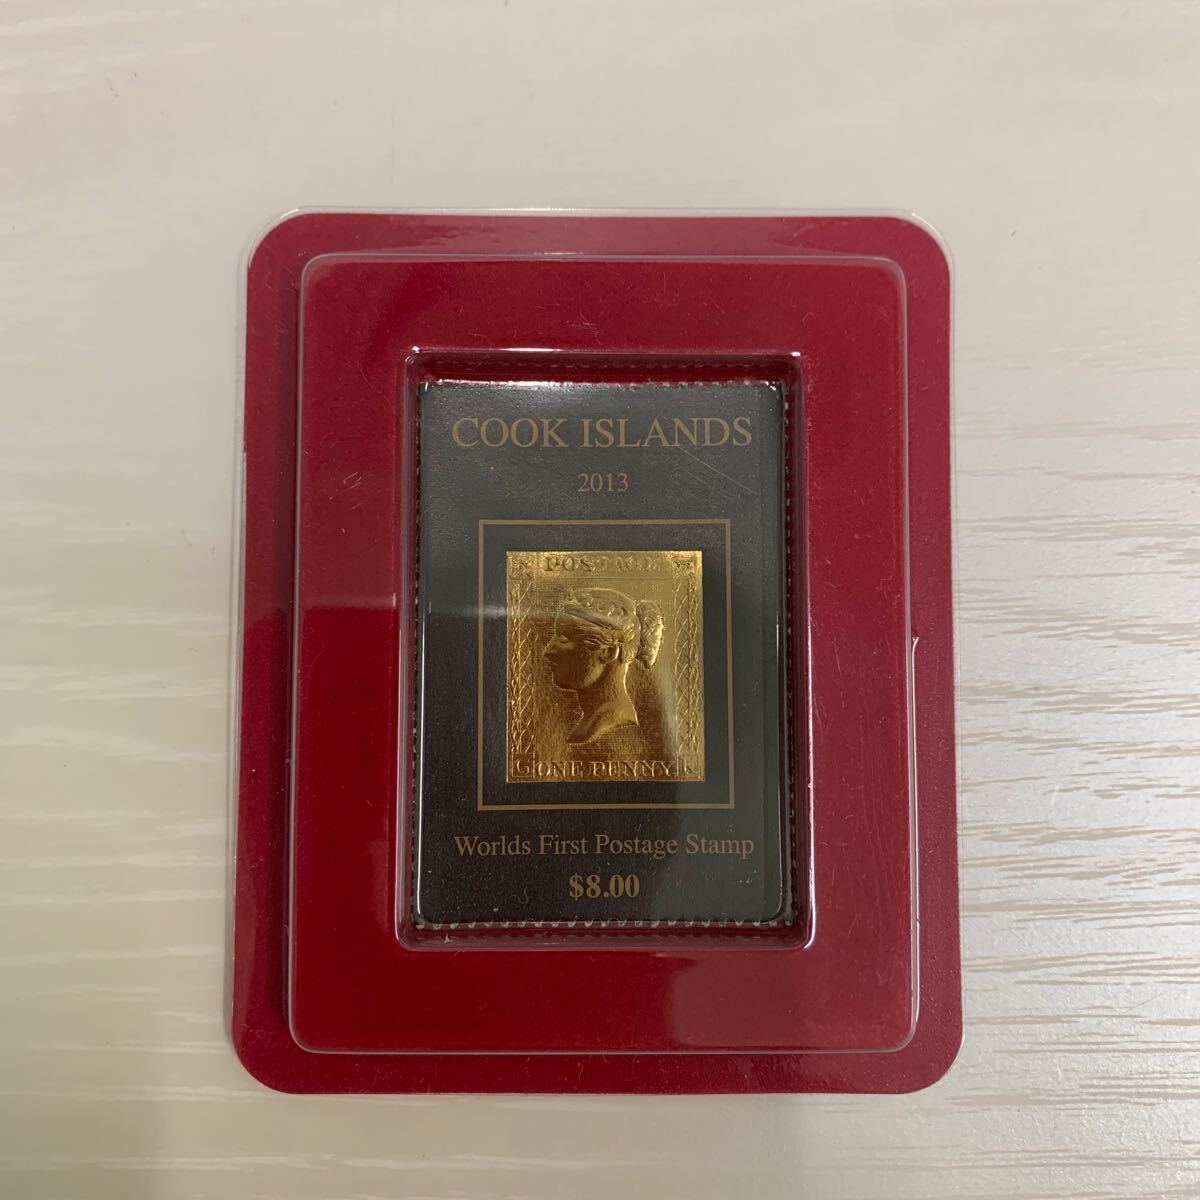 COOK ISLANDS
2013
POSTAGE
G ONE PENNY K
Worlds First Postage Stamp
$8.00